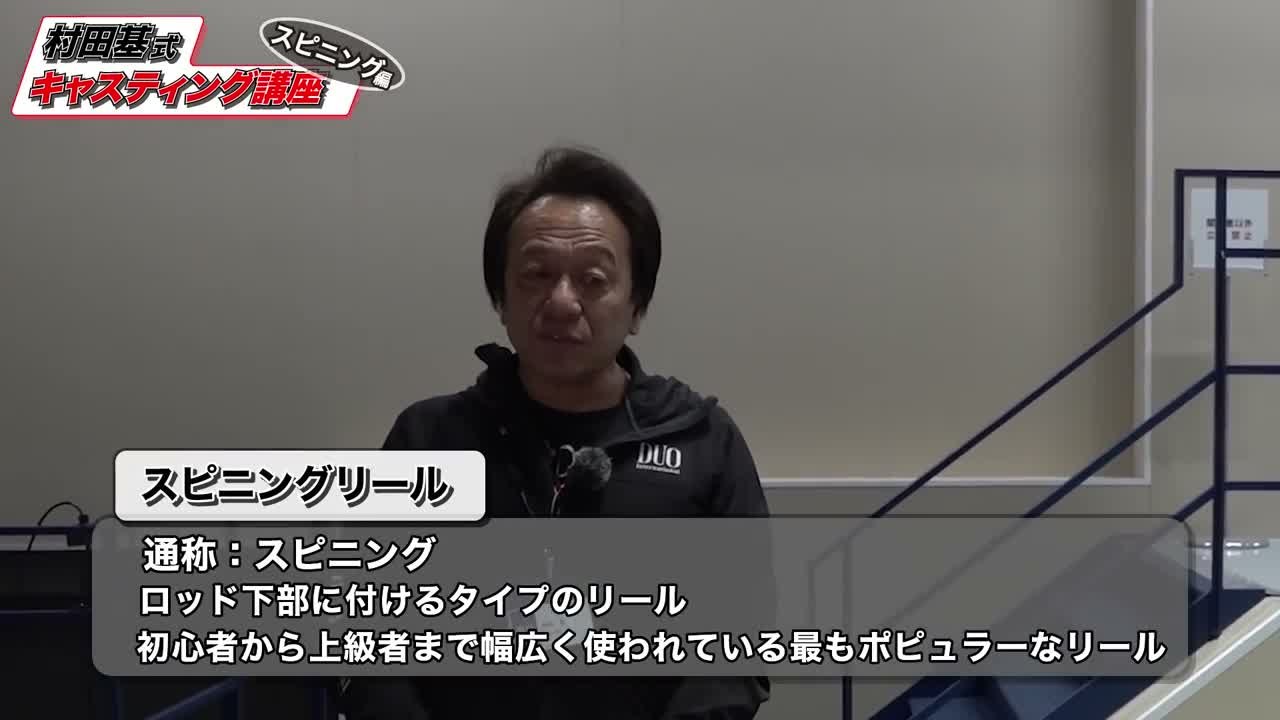 村田基式
キャスティング講座
スピニング編
DUO
International
スピニングリール
通称：スピニング
ロッド下部に付けるタイプのリール
初心者から上級者まで幅広く使われている最もポピュラーなリール